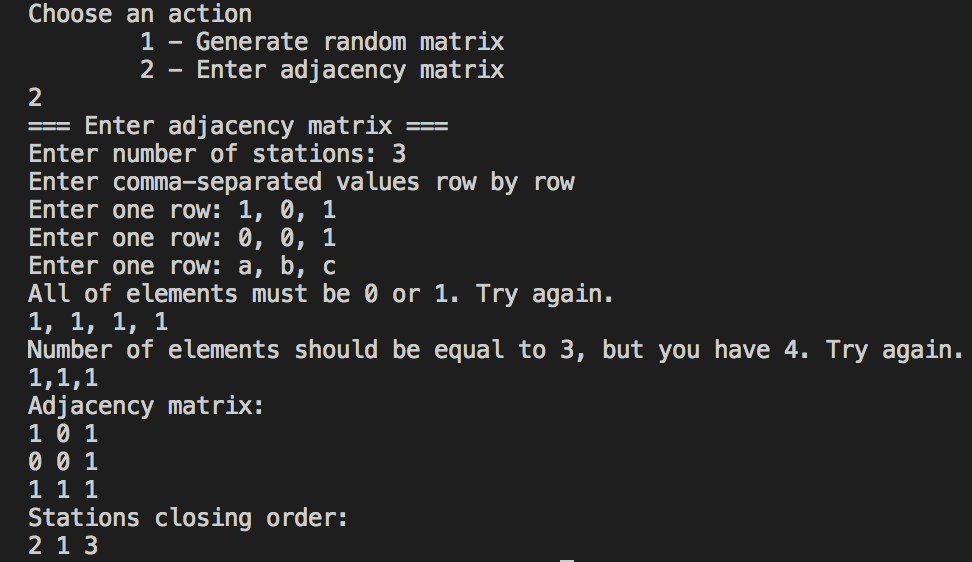 Choose an action
1 – Generate random matrix
2 – Enter adjacency matrix
2
=== Enter adjacency matrix ===
Enter number of stations: 3
Enter comma-separated values row by row
Enter one row: 1, 0, 1
Enter one row: 0, 0, 1
Enter one row: a, b, c
All of elements must be 0 or 1. Try again.
1, 1, 1, 1
Number of elements should be equal to 3, but you have 4. Try again.
1,1,1
Adjacency matrix:
1 0 1
0 0 1
1 1 1
Stations closing order:
2 1 3